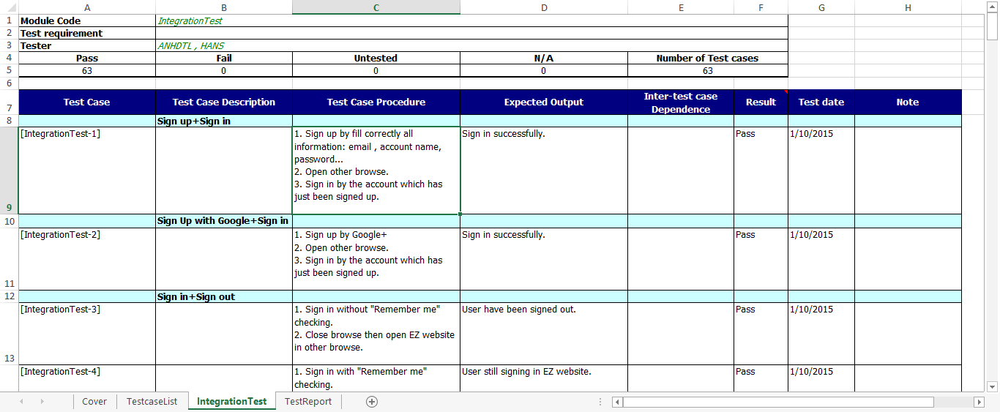 A B C D E F G H
1 Module Code IntegrationTest
2 Test requirement
3 Tester ANHDTL , HANS
4 Pass Fail Untested N/A Number of Test cases
5 63 0 0 0 63
6
7 Test Case Test Case Description Test Case Procedure Expected Output Inter-test case Dependence Result Test date Note
8 Sign up+Sign in
9 [IntegrationTest-1] 1. Sign up by fill correctly all Sign in successfully. Pass 1/10/2015
information: email , account name,
password...
2. Open other browse.
3. Sign in by the account which has
just been signed up.
10 Sign Up with Google+Sign in
11 [IntegrationTest-2] 1. Sign up by Google+ Sign in successfully. Pass 1/10/2015
2. Open other browse.
3. Sign in by the account which has
just been signed up.
12 Sign in+Sign out
13 [IntegrationTest-3] 1. Sign in without "Remember me" User have been signed out. Pass 1/10/2015
checking.
2. Close browse then open EZ website
in other browse.
[IntegrationTest-4] 1. Sign in with "Remember me" User still signing in EZ website. Pass 1/10/2015
checking.
Cover TestcaseList IntegrationTest TestReport